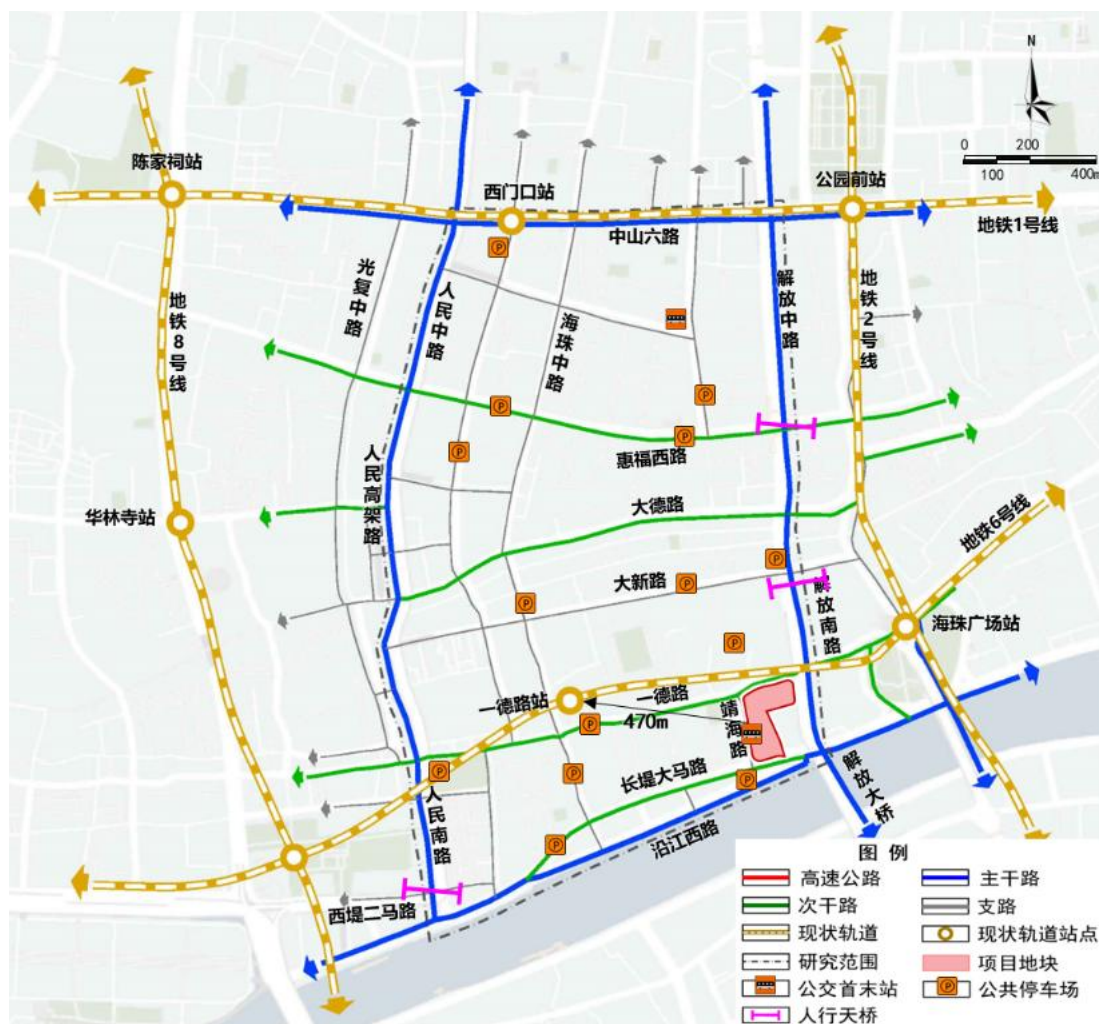 N
0
200
100
400m
陈家祠站
西门口站
公园前站
地铁1号线
中山六路
光复中路
人民中路
海珠中路
解放中路
地铁2号线
地铁8号线
惠福西路
人民高架路
大德路
华林寺站
地铁6号线
大新路
解放南路
海珠广场站
一德路站
一德路
470m
靖海路
长堤大马路
人民南路
沿江西路
解放大桥
西堤二马路
图 例
高速公路
主干路
次干路
支路
现状轨道
现状轨道站点
研究范围
项目地块
公交首末站
公共停车场
人行天桥